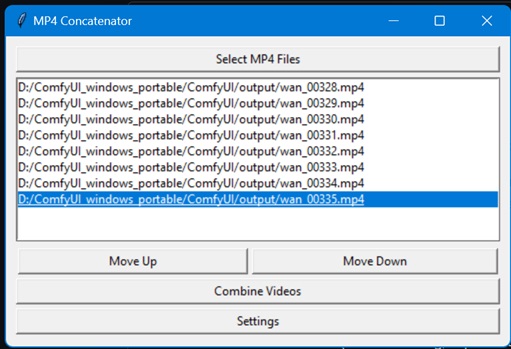 MP4 Concatenator
Select MP4 Files
D:/ComfyUI_windows_portable/ComfyUI/output/wan_00328.mp4
D:/ComfyUI_windows_portable/ComfyUI/output/wan_00329.mp4
D:/ComfyUI_windows_portable/ComfyUI/output/wan_00330.mp4
D:/ComfyUI_windows_portable/ComfyUI/output/wan_00331.mp4
D:/ComfyUI_windows_portable/ComfyUI/output/wan_00332.mp4
D:/ComfyUI_windows_portable/ComfyUI/output/wan_00333.mp4
D:/ComfyUI_windows_portable/ComfyUI/output/wan_00334.mp4
D:/ComfyUI_windows_portable/ComfyUI/output/wan_00335.mp4
Move Up Move Down
Combine Videos
Settings